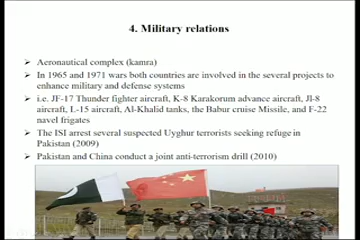 4. Military relations
Aeronautical complex (kamra)
In 1965 and 1971 wars both countries are involved in the several projects to
enhance military and defense systems
i.e. JF-17 Thunder fighter aircraft, K-8 Karakorum advance aircraft, Jl-8
aircraft, L-15 aircraft, Al-Khalid tanks, the Babur cruise Missile, and F-22
navel frigates
The ISI arrest several suspected Uyghur terrorists seeking refuge in
Pakistan (2009)
Pakistan and China conduct a joint anti-terrorism drill (2010)